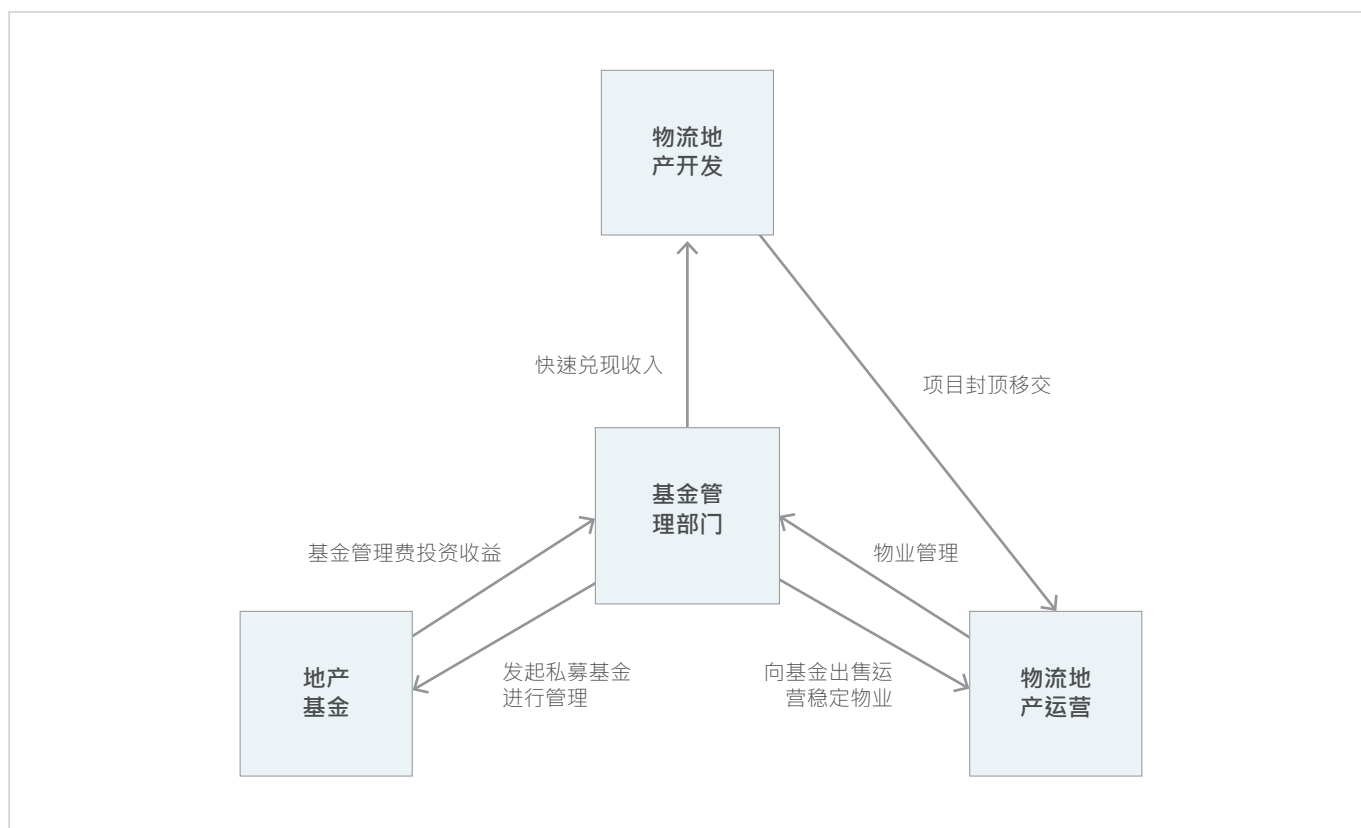 物流地
产开发
快速兑现收入
项目封顶移交
基金管
理部门
基金管理费投资收益
物业管理
地产
基金
发起私募基金
进行管理
向基金出售运
营稳定物业
物流地
产运营